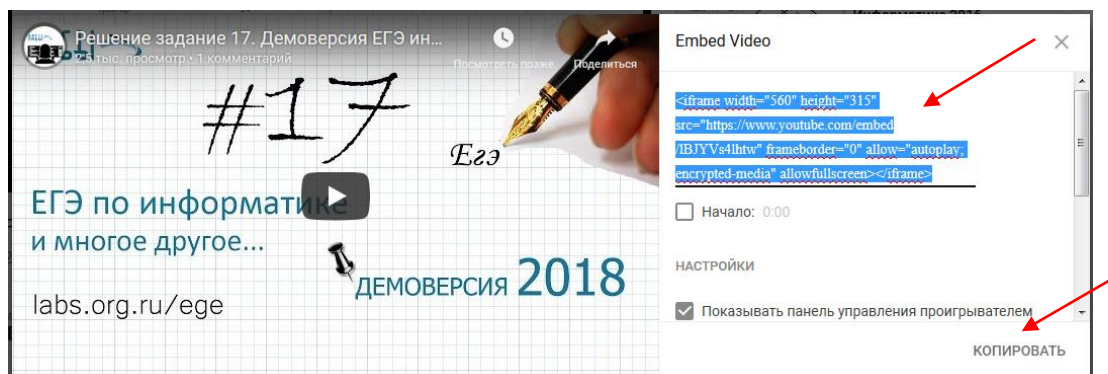 Решение задание 17. Демоверсия ЕГЭ ин...
2,5 тыс. просмотр • 1 комментарий
Посмотреть позже
Поделиться
#17
Егэ
ЕГЭ по информатике
и многое другое...
ДЕМОВЕРСИЯ 2018
labs.org.ru/ege
Embed Video
<iframe width="560" height="315"
src="https://www.youtube.com/embed
/lBJYVs4lhtw" frameborder="0" allow="autoplay;
encrypted-media" allowfullscreen></iframe>
Начало: 0:00
НАСТРОЙКИ
Показывать панель управления проигрывателем
КОПИРОВАТЬ